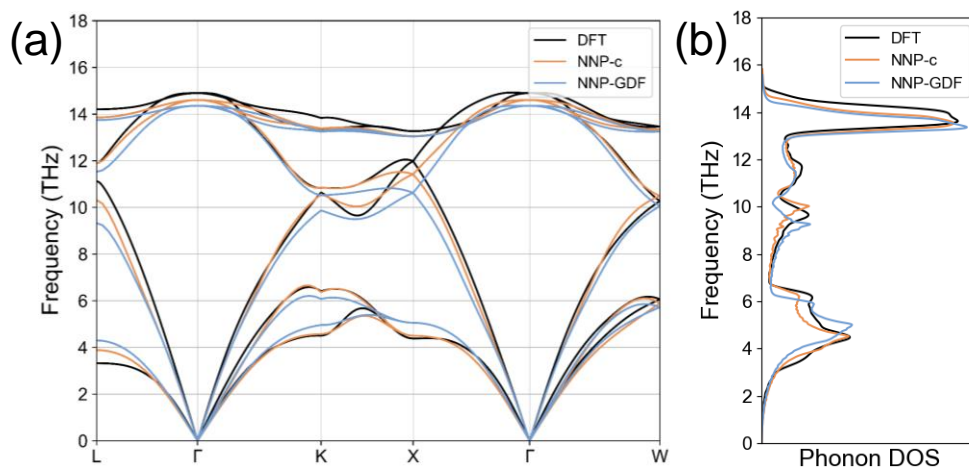 (a)
18
16
14
12
10
8
6
4
2
0
Frequency (THz)
L Γ K X Γ W
DFT
NNP-c
NNP-GDF
(b)
18
16
14
12
10
8
6
4
2
0
Frequency (THz)
Phonon DOS
DFT
NNP-c
NNP-GDF